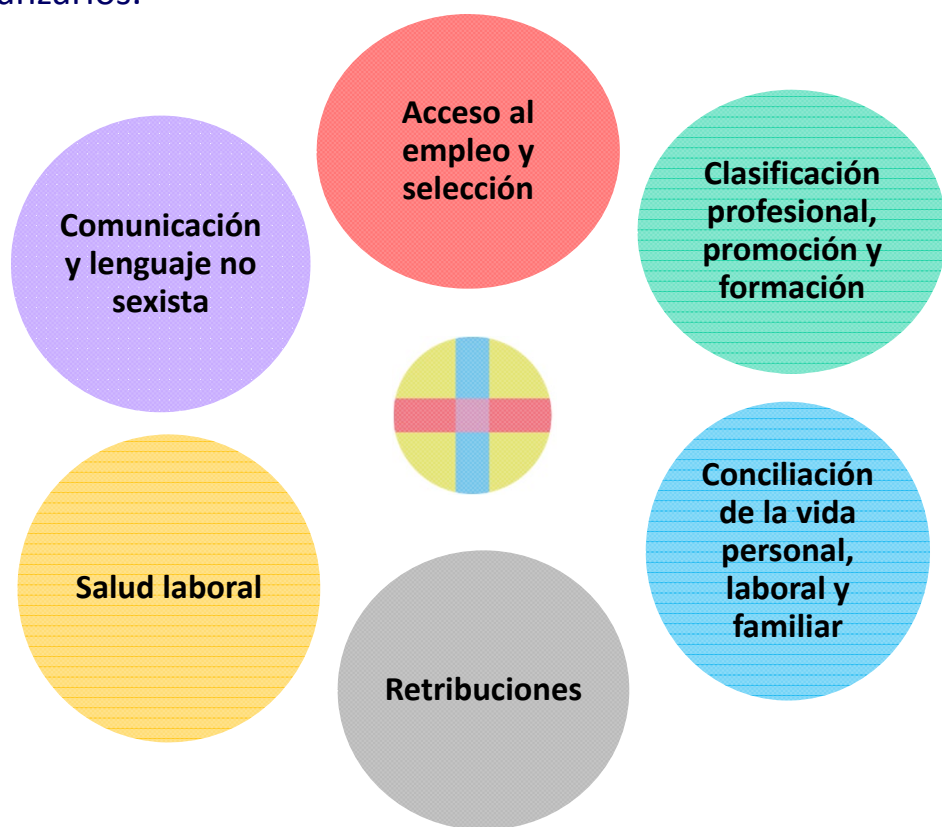 Acceso al
empleo y
selección
Clasificación
profesional,
promoción y
formación
Comunicación
y lenguaje no
sexista
Conciliación
de la vida
personal,
laboral y
familiar
Salud laboral
Retribuciones